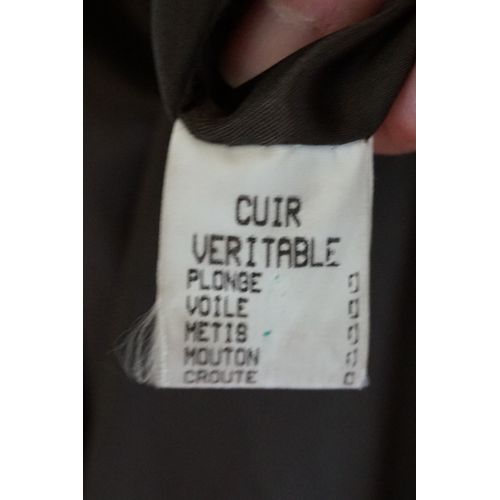 CUIR
VERITABLE
PLONGE []
VOILE []
METIS []
MOUTON []
CROUTE []